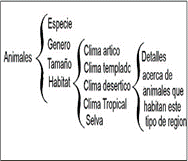 Animales
Especie
Genero
Tamaño
Habitat
Clima artico
Clima templado
Clima desertico
Clima Tropical
Selva
Detalles
acerca de
animales que
habitan este
tipo de region